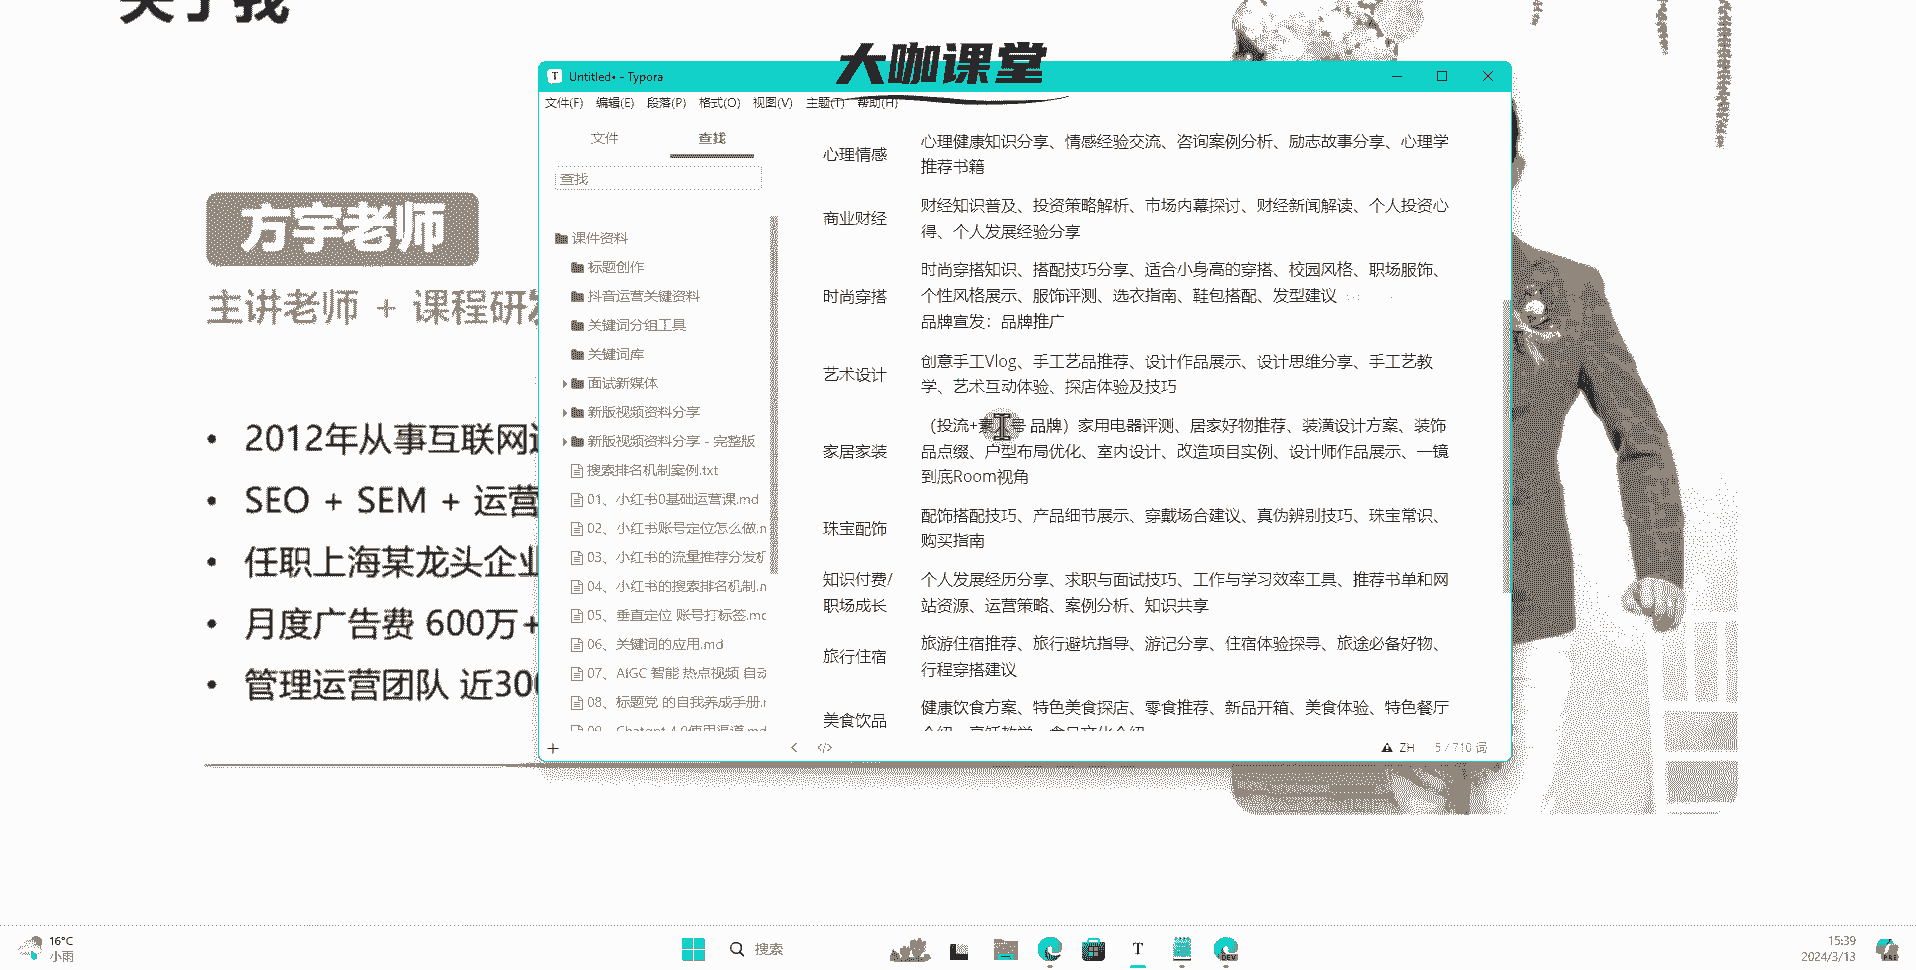 关于我
大咖课堂
方宇老师
主讲老师 + 课程研发
2012年从事互联网运
SEO + SEM + 运营
任职上海某龙头企业
月度广告费 600万+
管理运营团队 近300
Untitled• - Typora
文件(F) 编辑(E) 段落(P) 格式(O) 视图(V) 主题(T) 帮助(H)
文件 查找
查找
课件资料
标题创作
抖音运营关键资料
关键词分组工具
关键词库
面试新媒体
新版视频资料分享
新版视频资料分享 - 完整版
搜索排名机制案例.txt
01、小红书0基础运营课.md
02、小红书账号定位怎么做.n
03、小红书的流量推荐分发机
04、小红书的搜索排名机制.n
05、垂直定位 账号打标签.mc
06、关键词的应用.md
07、AIGC 智能 热点视频 自动
08、标题党 的自我养成手册.r
09、Chatgpt 4.0使用渠道.md
心理情感
心理健康知识分享、情感经验交流、咨询案例分析、励志故事分享、心理学
推荐书籍
商业财经
财经知识普及、投资策略解析、市场内幕探讨、财经新闻解读、个人投资心
得、个人发展经验分享
时尚穿搭
时尚穿搭知识、搭配技巧分享、适合小身高的穿搭、校园风格、职场服饰、
个性风格展示、服饰评测、选衣指南、鞋包搭配、发型建议
品牌宣发：品牌推广
艺术设计
创意手工Vlog、手工艺品推荐、设计作品展示、设计思维分享、手工艺教
学、艺术互动体验、探店体验及技巧
家居家装
（投流+ 号 品牌）家用电器评测、居家好物推荐、装潢设计方案、装饰
品点缀、户型布局优化、室内设计、改造项目实例、设计师作品展示、一镜
到底Room视角
珠宝配饰
配饰搭配技巧、产品细节展示、穿戴场合建议、真伪辨别技巧、珠宝常识、
购买指南
知识付费/
职场成长
个人发展经历分享、求职与面试技巧、工作与学习效率工具、推荐书单和网
站资源、运营策略、案例分析、知识共享
旅行住宿
旅游住宿推荐、旅行避坑指导、游记分享、住宿体验探寻、旅途必备好物、
行程穿搭建议
美食饮品
健康饮食方案、特色美食探店、零食推荐、新品开箱、美食体验、特色餐厅
介绍、烹饪教学、食品文化介绍
ZH 5 / 710 词
16°C
小雨
搜索
15:39
2024/3/13
DEV
PRE